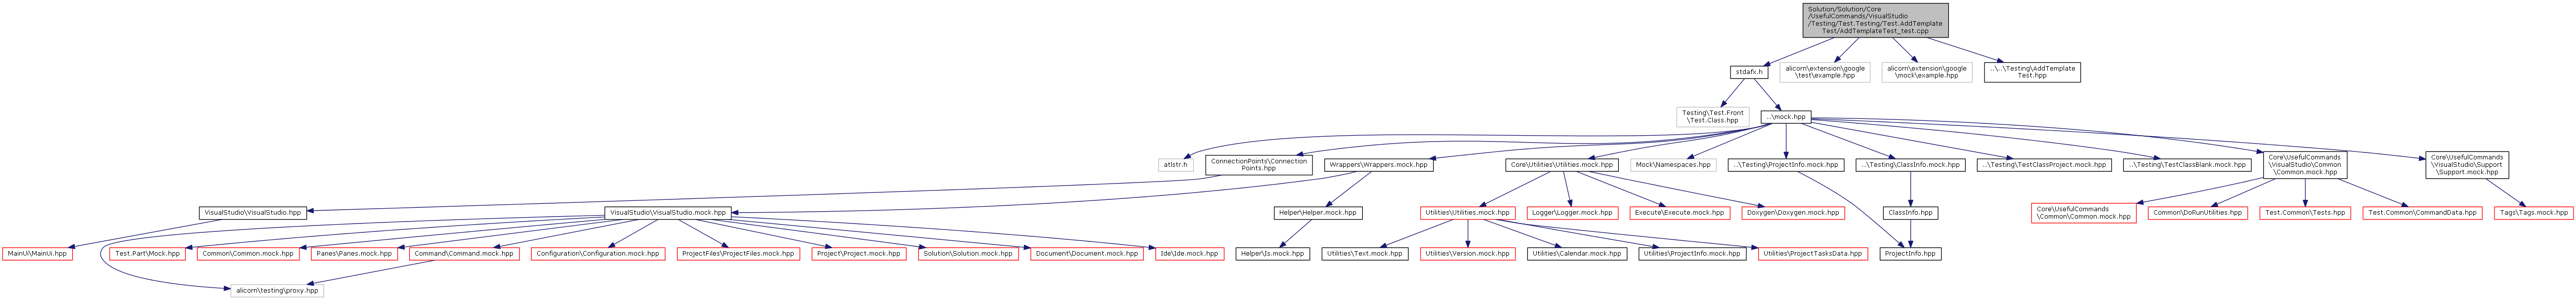 Solution/Solution/Core
/UsefulCommands/VisualStudio
/Testing/Test.Testing/Test.AddTemplate
Test/AddTemplateTest_test.cpp
stdafx.h
alicorn\extension\google
\test\example.hpp
alicorn\extension\google
\mock\example.hpp
..\..\Testing\AddTemplate
Test.hpp
Testing\Test.Front
\Test.Class.hpp
..\mock.hpp
atlstr.h
ConnectionPoints\Connection
Points.hpp
Wrappers\Wrappers.mock.hpp
Core\Utilities\Utilities.mock.hpp
Mock\Namespaces.hpp
..\Testing\ProjectInfo.mock.hpp
..\Testing\ClassInfo.mock.hpp
..\Testing\TestClassProject.mock.hpp
..\Testing\TestClassBlank.mock.hpp
Core\UsefulCommands
\VisualStudio\Common
\Common.mock.hpp
Core\UsefulCommands
\VisualStudio\Support
\Support.mock.hpp
VisualStudio\VisualStudio.hpp
VisualStudio\VisualStudio.mock.hpp
Helper\Helper.mock.hpp
Utilities\Utilities.mock.hpp
Logger\Logger.mock.hpp
Execute\Execute.mock.hpp
Doxygen\Doxygen.mock.hpp
ClassInfo.hpp
Core\UsefulCommands
\Common\Common.mock.hpp
Common\DoRunUtilities.hpp
Test.Common\Tests.hpp
Test.Common\CommandData.hpp
Tags\Tags.mock.hpp
MainUi\MainUi.hpp
Test.Part\Mock.hpp
Common\Common.mock.hpp
Panes\Panes.mock.hpp
Command\Command.mock.hpp
Configuration\Configuration.mock.hpp
ProjectFiles\ProjectFiles.mock.hpp
Project\Project.mock.hpp
Solution\Solution.mock.hpp
Document\Document.mock.hpp
Ide\Ide.mock.hpp
Helper\Is.mock.hpp
Utilities\Text.mock.hpp
Utilities\Version.mock.hpp
Utilities\Calendar.mock.hpp
Utilities\ProjectInfo.mock.hpp
Utilities\ProjectTasksData.hpp
ProjectInfo.hpp
alicorn\testing\proxy.hpp